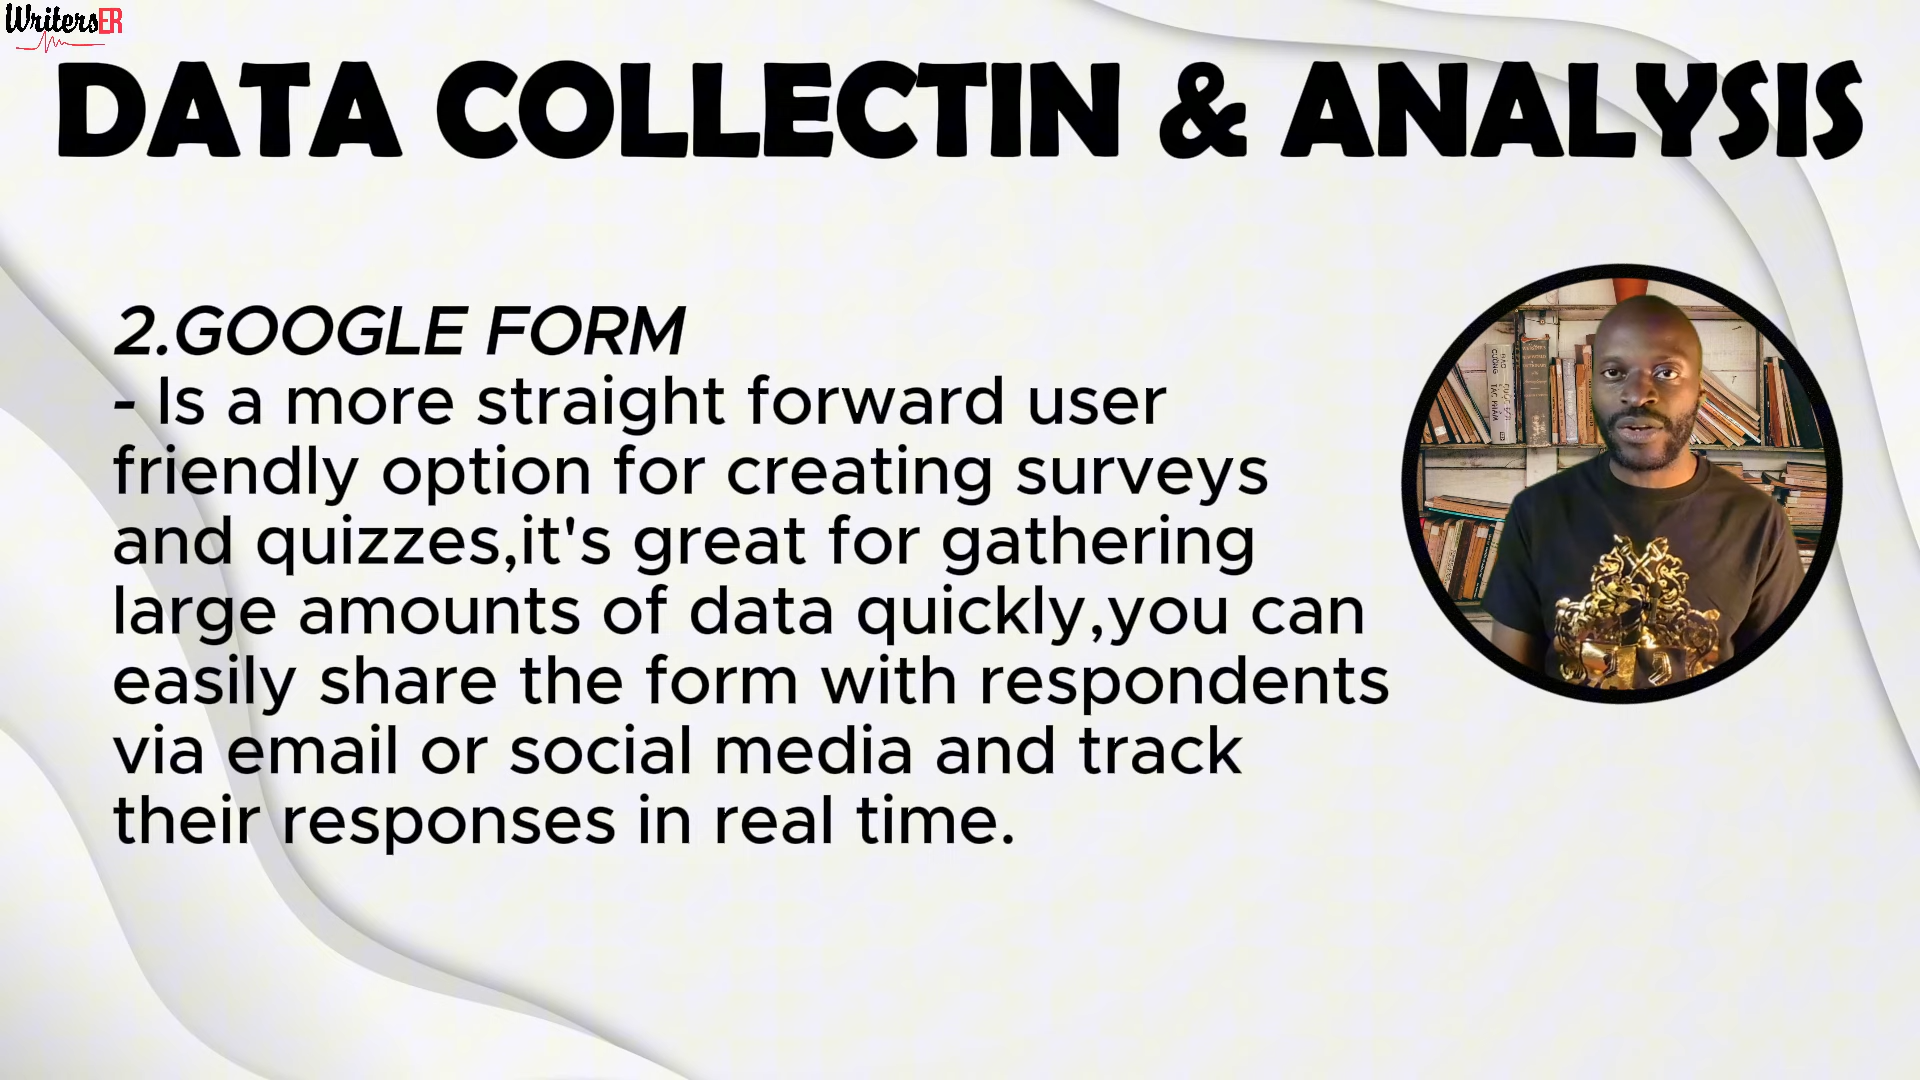 WritersER
DATA COLLECTIN & ANALYSIS
2.GOOGLE FORM
- Is a more straight forward user
friendly option for creating surveys
and quizzes,it's great for gathering
large amounts of data quickly,you can
easily share the form with respondents
via email or social media and track
their responses in real time.